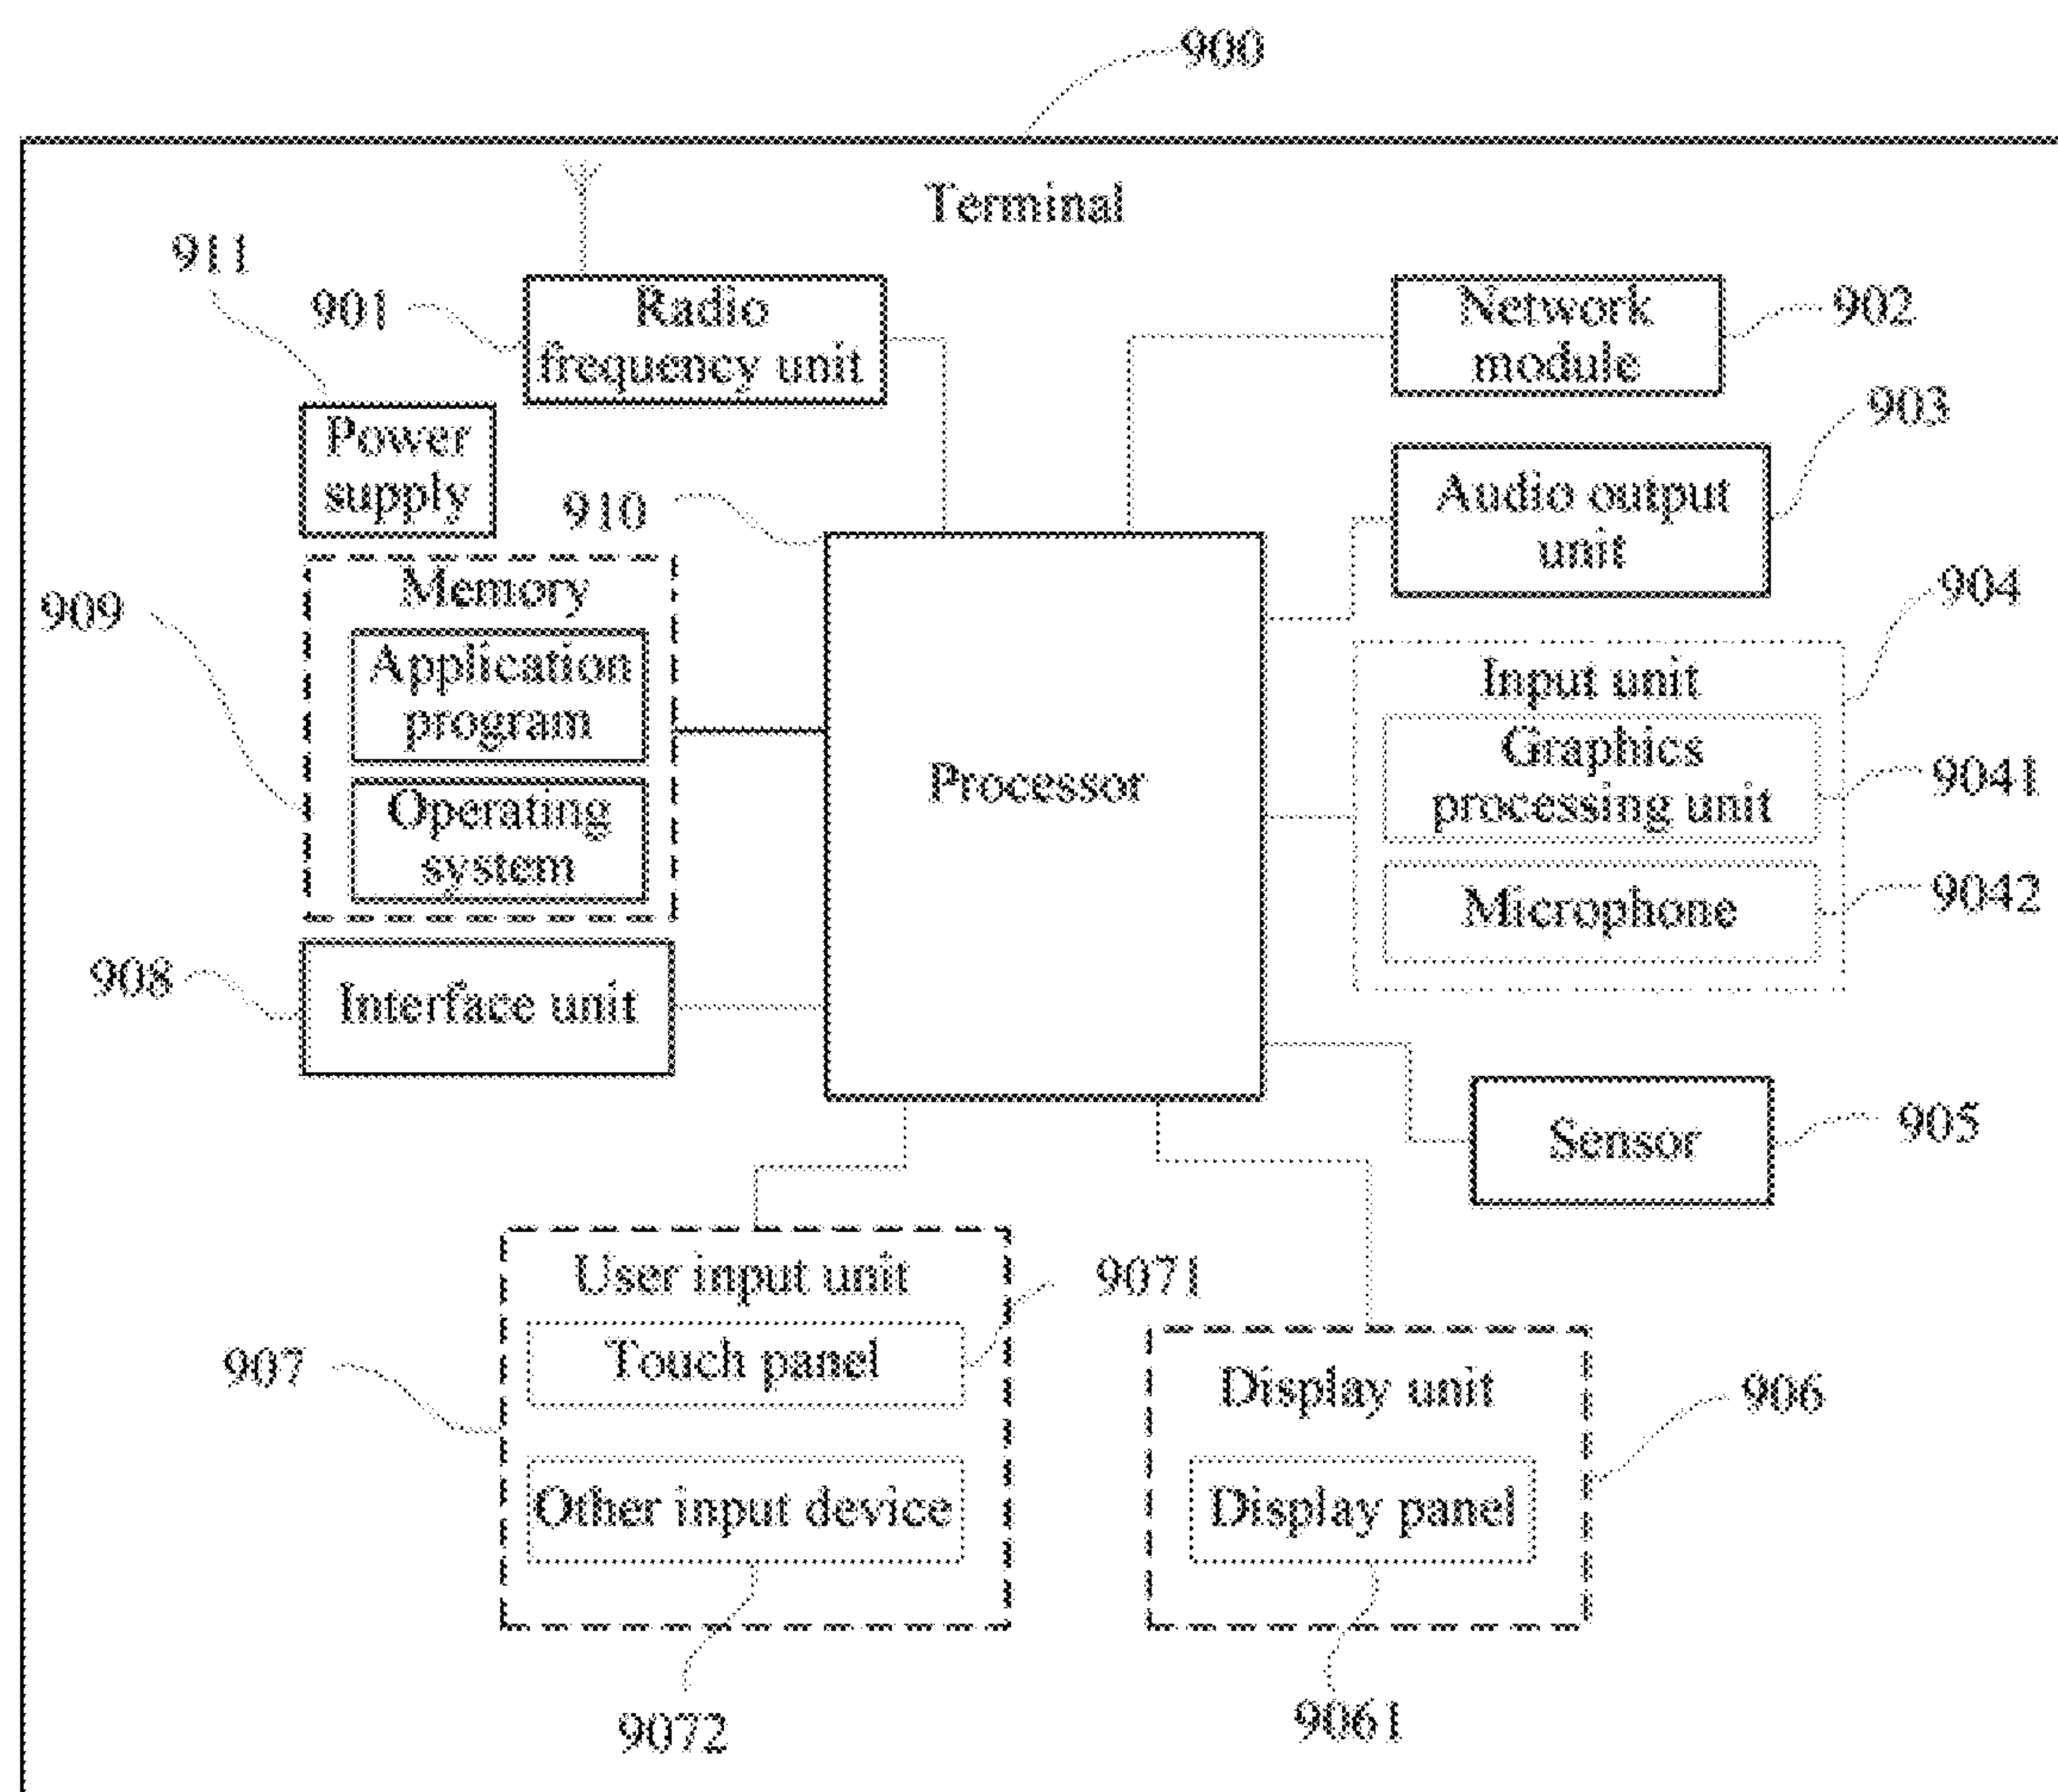 900
Terminal
911
901
Radio
frequency unit
Network
module
902
903
Power
supply
910
Audio output
unit
904
909
Memory
Application
program
Operating
system
Processor
Input unit
Graphics
processing unit
9041
Microphone
9042
908
Interface unit
Sensor
905
User input unit
9071
907
Touch panel
Other input device
9072
Display unit
906
Display panel
9061